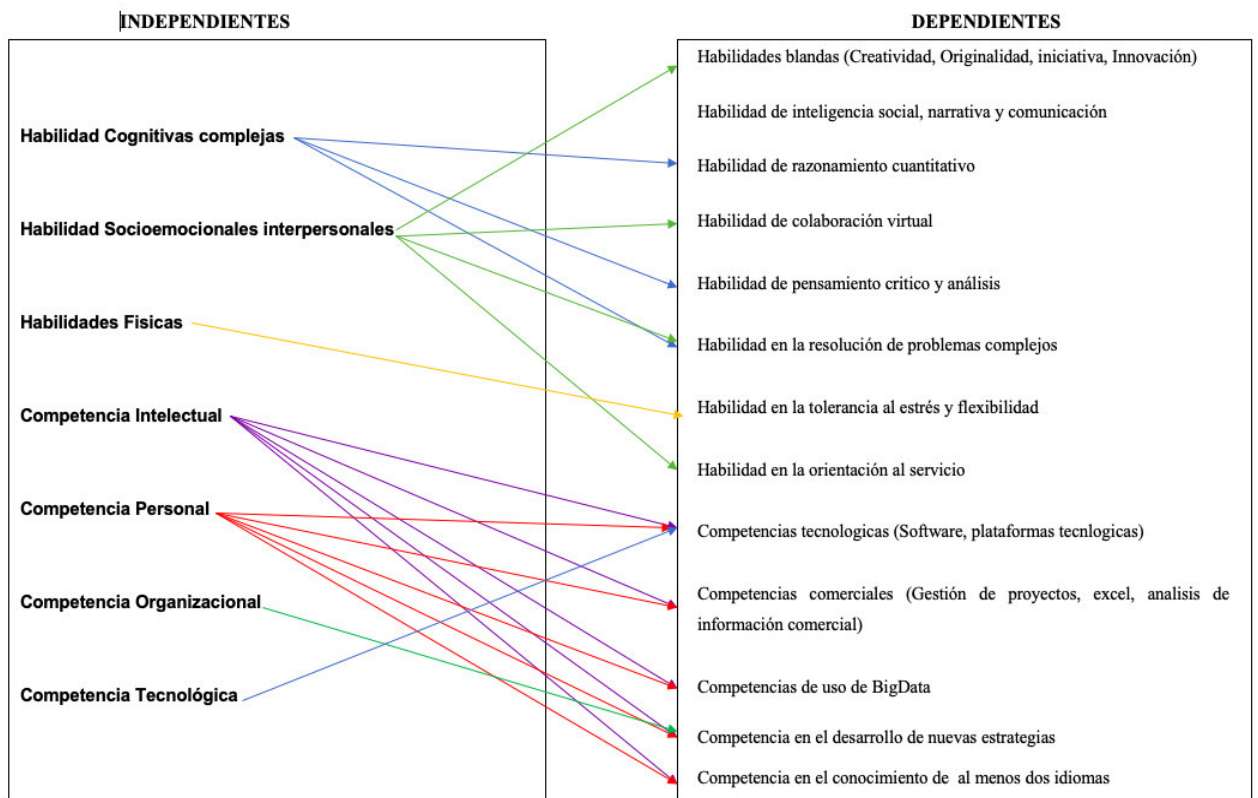 INDEPENDIENTES
Habilidad Cognitivas complejas
Habilidad Socioemocionales interpersonales
Habilidades Fisicas
Competencia Intelectual
Competencia Personal
Competencia Organizacional
Competencia Tecnológica
DEPENDIENTES
Habilidades blandas (Creatividad, Originalidad, iniciativa, Innovación)
Habilidad de inteligencia social, narrativa y comunicación
Habilidad de razonamiento cuantitativo
Habilidad de colaboración virtual
Habilidad de pensamiento critico y análisis
Habilidad en la resolución de problemas complejos
Habilidad en la tolerancia al estrés y flexibilidad
Habilidad en la orientación al servicio
Competencias tecnologicas (Software, plataformas tecnlogicas)
Competencias comerciales (Gestión de proyectos, excel, analisis de
información comercial)
Competencias de uso de BigData
Competencia en el desarrollo de nuevas estrategias
Competencia en el conocimiento de al menos dos idiomas